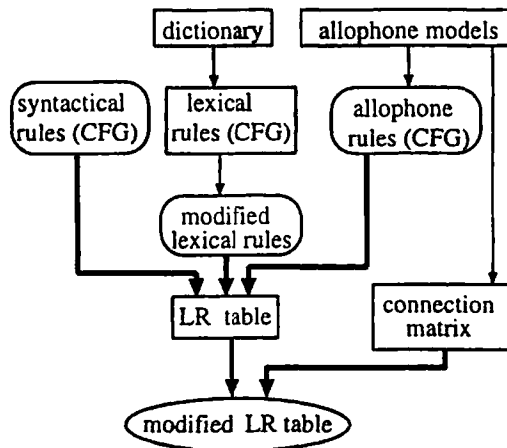 dictionary
allophone models
syntactical
rules (CFG)
lexical
rules (CFG)
allophone
rules (CFG)
modified
lexical rules
LR table
connection
matrix
modified LR table